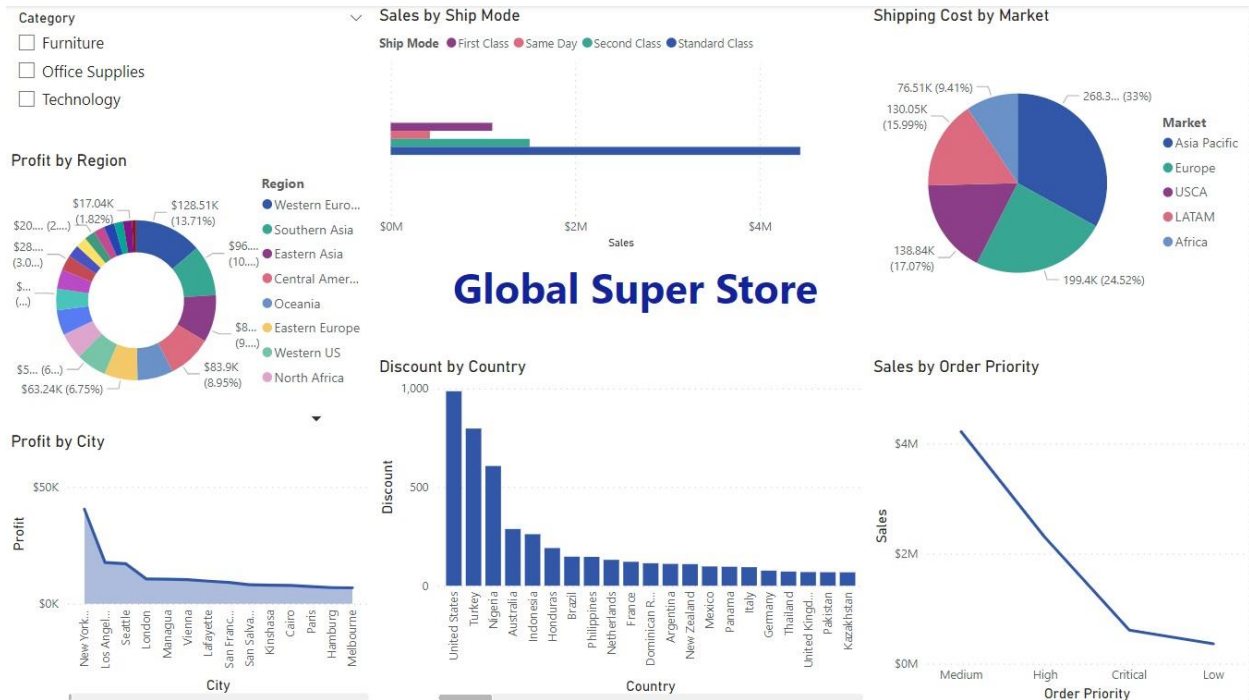 Category
Furniture
Office Supplies
Technology
Profit by Region
$17.04K
(1.82%)
$128.51K
(13.71%)
$20.... (2....)
$96....
(10....)
$28....
(3.0...)
$...
(...)
$8...
(9....)
$5... (6...)
$83.9K
(8.95%)
$63.24K (6.75%)
Region
Western Euro...
Southern Asia
Eastern Asia
Central Amer...
Oceania
Eastern Europe
Western US
North Africa
Profit by City
$50K
$0K
Profit
New York...
Los Angel...
Seattle
London
Managua
Vienna
Lafayette
San Franc...
San Salva...
Kinshasa
Cairo
Paris
Hamburg
Melbourne
City
Sales by Ship Mode
Ship Mode First Class Same Day Second Class Standard Class
$0M $2M $4M
Sales
Global Super Store
Discount by Country
1,000
500
0
Discount
United States
Turkey
Nigeria
Australia
Indonesia
Honduras
Brazil
Philippines
Netherlands
France
Dominican R...
Argentina
New Zealand
Mexico
Panama
Italy
Germany
Thailand
United Kingd...
Pakistan
Kazakhstan
Country
Shipping Cost by Market
76.51K (9.41%)
268.3... (33%)
130.05K
(15.99%)
138.84K
(17.07%)
199.4K (24.52%)
Market
Asia Pacific
Europe
USCA
LATAM
Africa
Sales by Order Priority
$4M
$2M
$0M
Sales
Medium High Critical Low
Order Priority